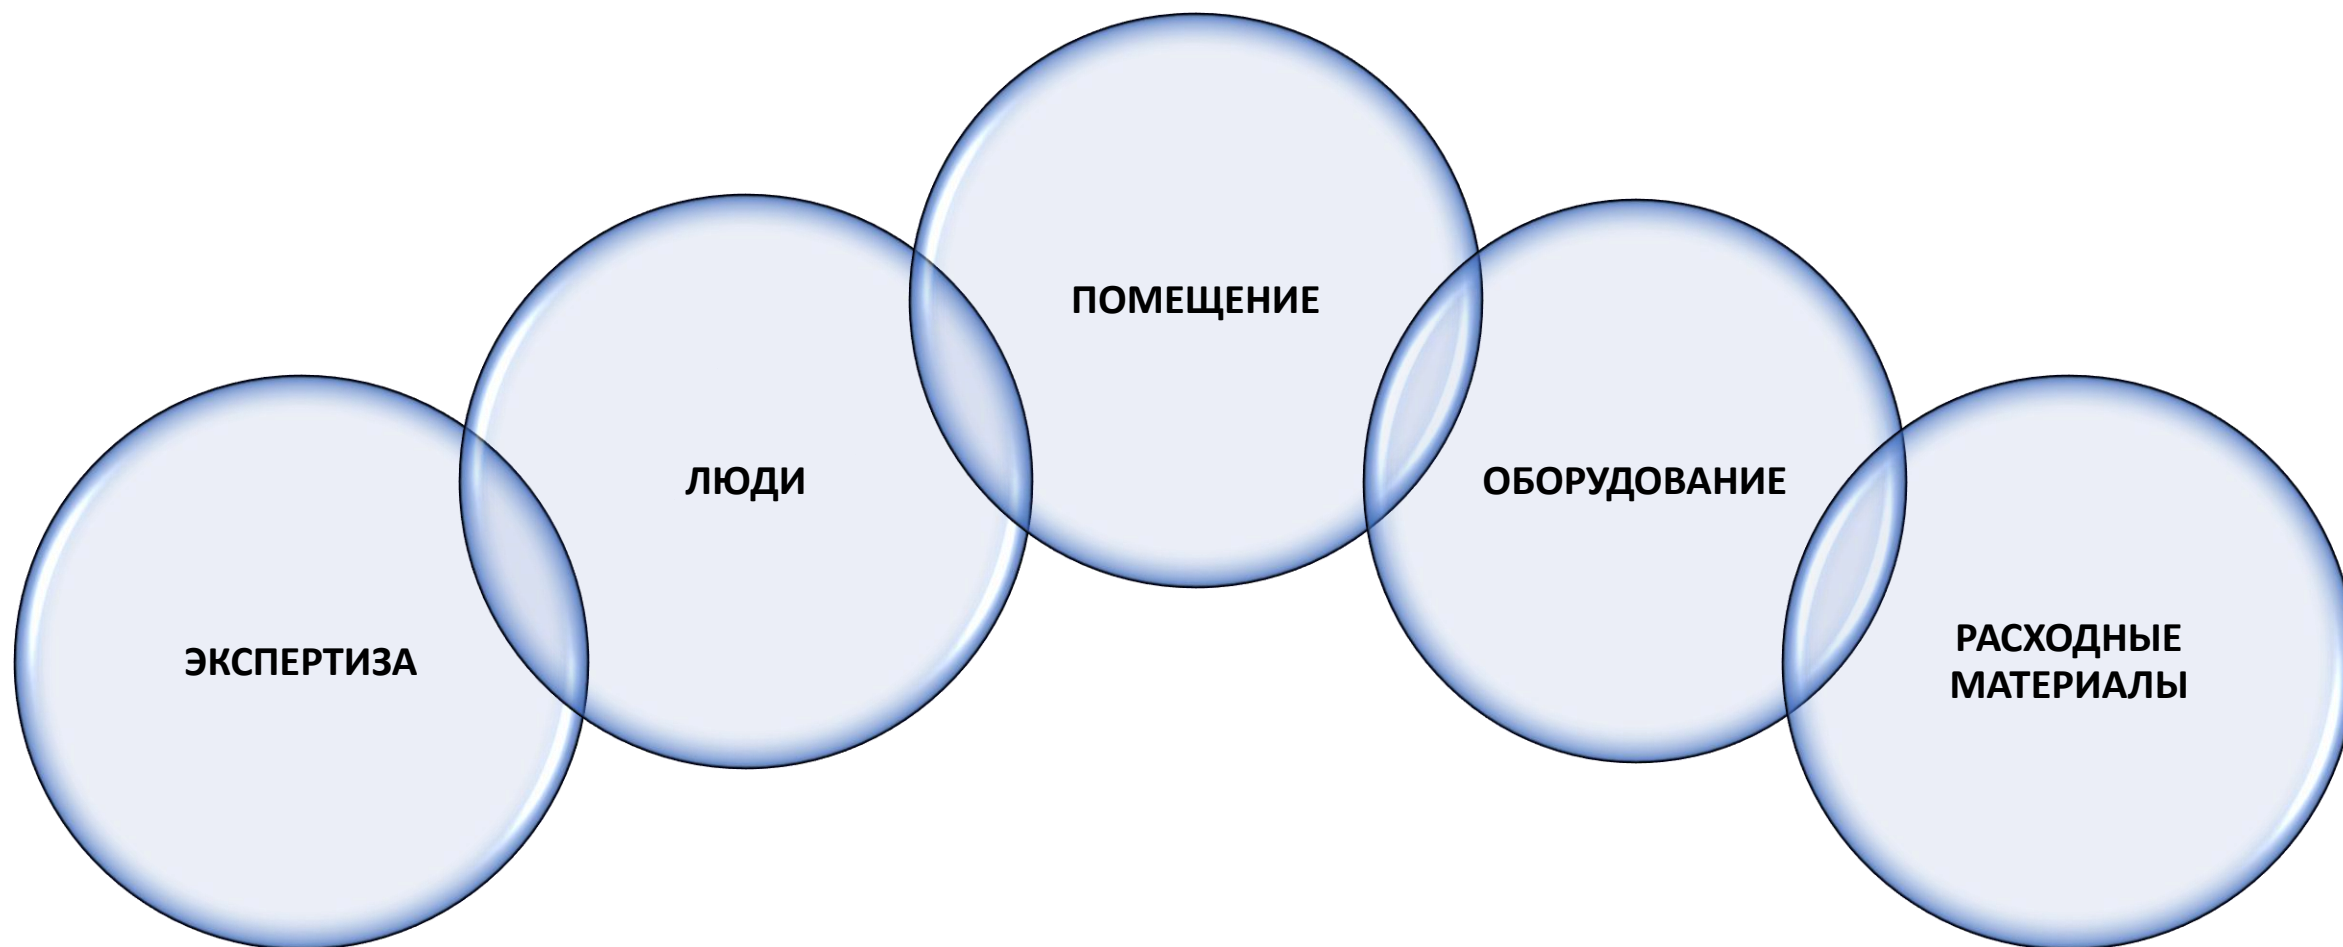 ЭКСПЕРТИЗА
ЛЮДИ
ПОМЕЩЕНИЕ
ОБОРУДОВАНИЕ
РАСХОДНЫЕ
МАТЕРИАЛЫ